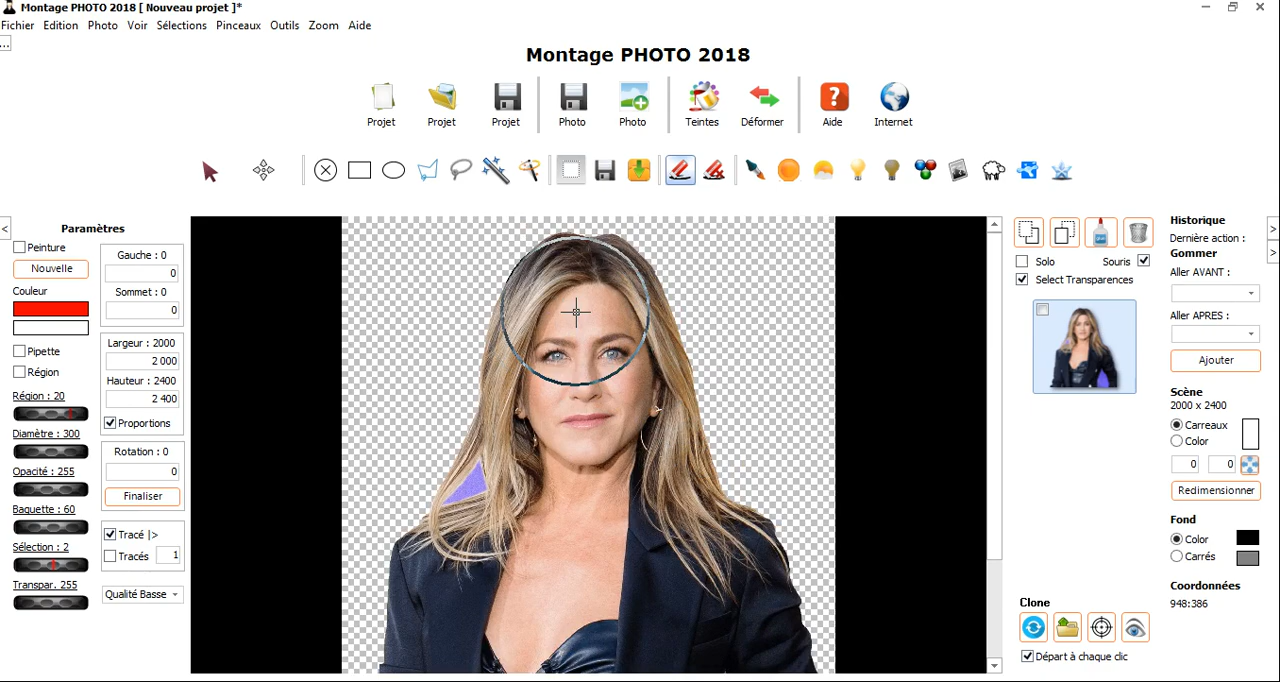 Montage PHOTO 2018 [ Nouveau projet ]*
Fichier Edition Photo Voir Sélections Pinceaux Outils Zoom Aide
...
Montage PHOTO 2018
Projet Projet Projet Photo Photo Teintes Déformer Aide Internet
<
Paramètres
Peinture
Nouvelle
Couleur
Pipette
Région
Région : 20
Diamètre : 300
Opacité : 255
Baguette : 60
Sélection : 2
Transpar. 255
Gauche : 0
0
Sommet : 0
0
Largeur : 2000
2 000
Hauteur : 2400
2 400
Proportions
Rotation : 0
0
Finaliser
Tracé |>
Tracés 1
Qualité Basse
Solo Souris
Select Transparences
Clone
Départ à chaque clic
Historique
Dernière action :
Gommer
Aller AVANT :
Aller APRES :
Ajouter
Scène
2000 x 2400
Carreaux
Color
0 0
Redimensionner
Fond
Color
Carrés
Coordonnées
948:386
>
>